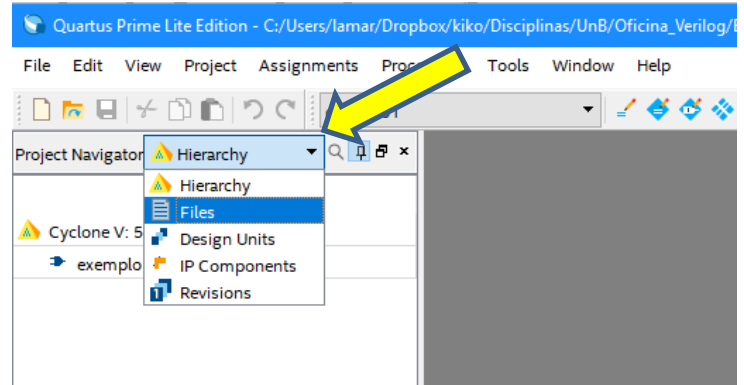 Quartus Prime Lite Edition - C:/Users/lamar/Dropbox/kiko/Disciplinas/UnB/Oficina_Verilog/
File Edit View Project Assignments Tools Window Help
Project Navigator Hierarchy
Hierarchy
Files
Cyclone V: 5
Design Units
exemplo
IP Components
Revisions